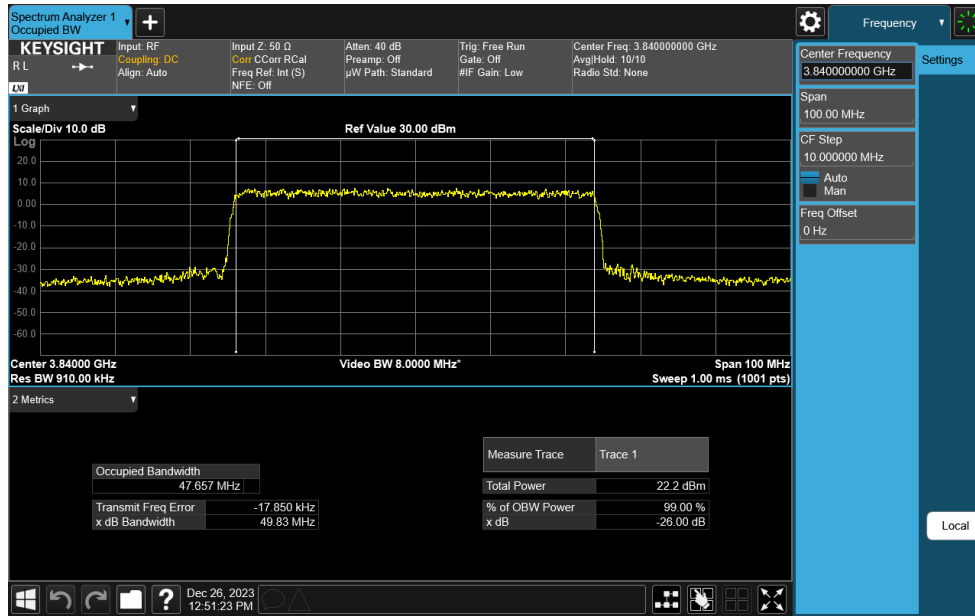 Spectrum Analyzer 1
Occupied BW
Frequency
KEYSIGHT
R L
LXI
Input: RF
Coupling: DC
Align: Auto
Input Z: 50 Ω
Corr CCorr RCal
Freq Ref: Int (S)
NFE: Off
Atten: 40 dB
Preamp: Off
µW Path: Standard
Trig: Free Run
Gate: Off
#IF Gain: Low
Center Freq: 3.840000000 GHz
Avg|Hold: 10/10
Radio Std: None
Center Frequency
3.840000000 GHz
Settings
Span
100.00 MHz
CF Step
10.000000 MHz
Auto
Man
Freq Offset
0 Hz
Local
1 Graph
Scale/Div 10.0 dB
Ref Value 30.00 dBm
Log
20.0
10.0
0.00
-10.0
-20.0
-30.0
-40.0
-50.0
-60.0
Center 3.84000 GHz
Video BW 8.0000 MHz*
Span 100 MHz
Res BW 910.00 kHz
Sweep 1.00 ms (1001 pts)
2 Metrics
Measure Trace
Trace 1
Occupied Bandwidth
47.657 MHz
Total Power
22.2 dBm
Transmit Freq Error
-17.850 kHz
% of OBW Power
99.00 %
x dB Bandwidth
49.83 MHz
x dB
-26.00 dB
?
Dec 26, 2023
12:51:23 PM